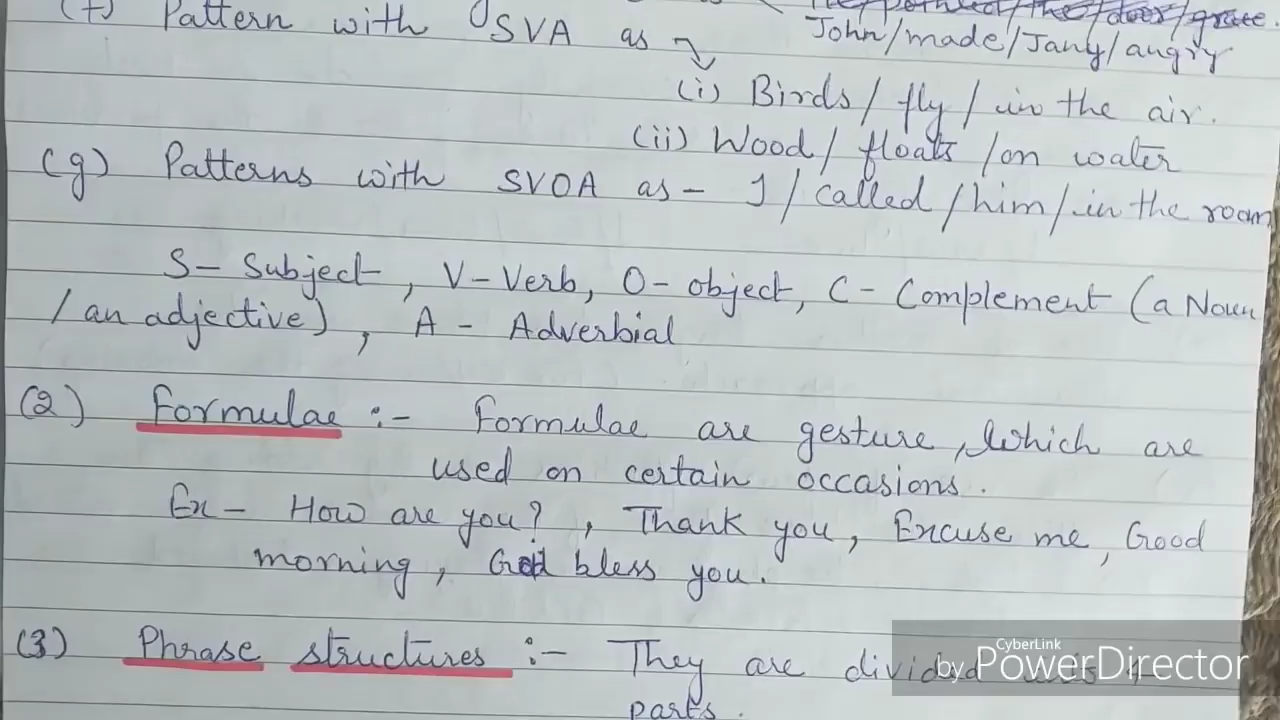 (f) Pattern with SVA as
John/made/Jany/angry
(i) Birds/ fly / in the air.
(ii) Wood/ floats /on water
(g) Patterns with SVOA as - I / called /him/ in the room
S- Subject, V-Verb, O-object, C- Complement (a Noun
/ an adjective), A - Adverbial
(2) Formulae :- Formulae are gesture, which are
used on certain occasions.
Ex - How are you? , Thank you, Excuse me, Good
morning, God bless you.
(3) Phrase structures :- They are divided
parts.
CyberLink
by PowerDirector